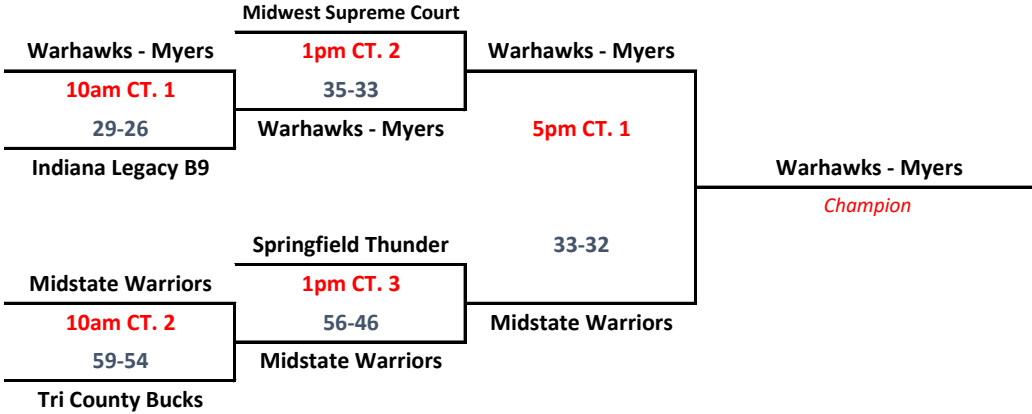 Midwest Supreme Court
Warhawks - Myers
1pm CT. 2
Warhawks - Myers
10am CT. 1
35-33
29-26
Warhawks - Myers
5pm CT. 1
Indiana Legacy B9
Warhawks - Myers
Champion
Springfield Thunder
33-32
Midstate Warriors
1pm CT. 3
10am CT. 2
56-46
Midstate Warriors
59-54
Midstate Warriors
Tri County Bucks